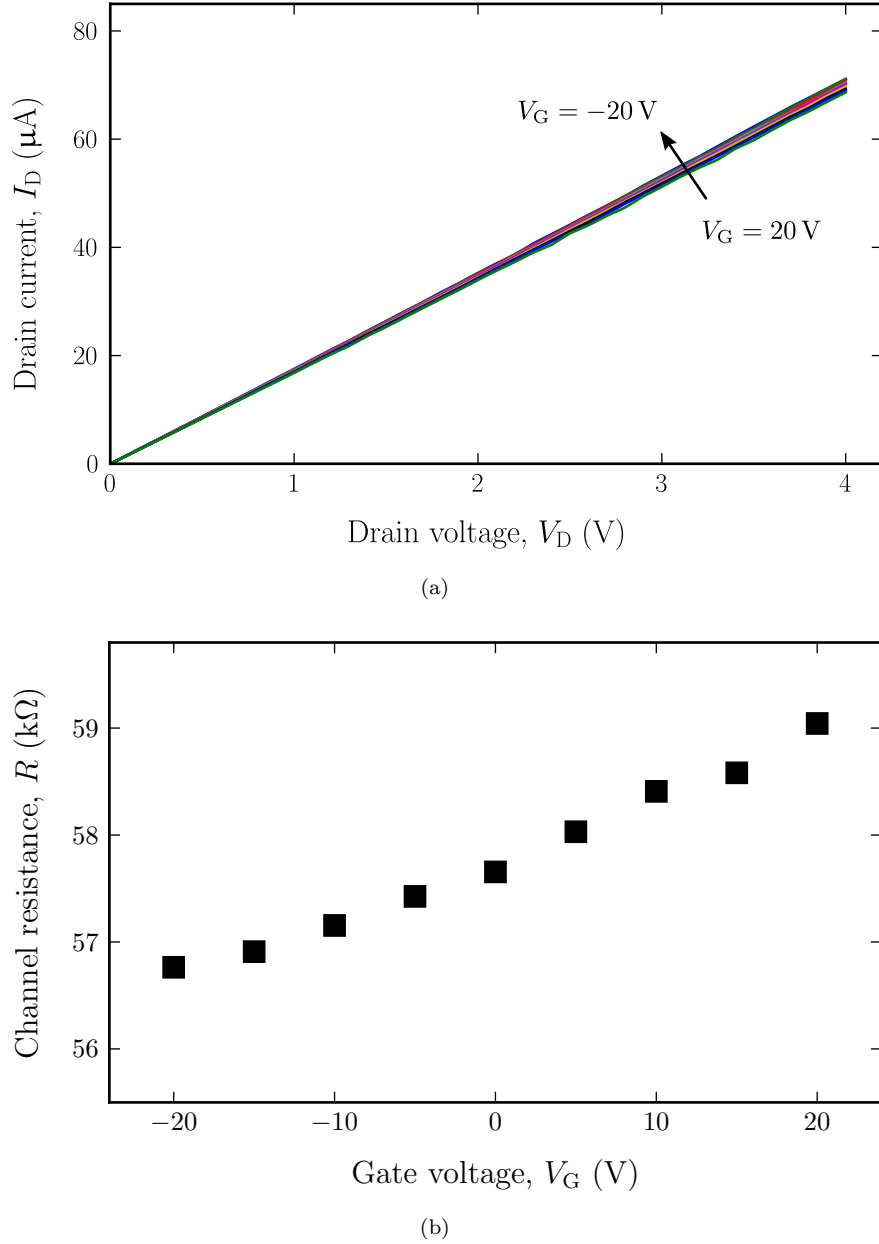 80
60
40
20
0
Drain current, I_D (μA)
V_G = −20 V
V_G = 20 V
0 1 2 3 4
Drain voltage, V_D (V)
(a)
59
58
57
56
Channel resistance, R (kΩ)
−20 −10 0 10 20
Gate voltage, V_G (V)
(b)